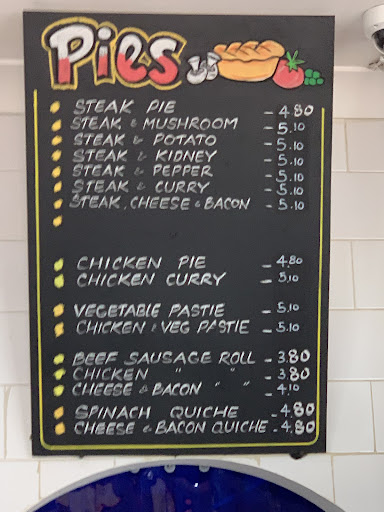 Pies
STEAK PIE - 4.80
STEAK & MUSHROOM - 5.10
STEAK & POTATO - 5.10
STEAK & KIDNEY - 5.10
STEAK & PEPPER - 5.10
STEAK & CURRY - 5.10
STEAK, CHEESE & BACON - 5.10
CHICKEN PIE - 4.80
CHICKEN CURRY - 5.10
VEGETABLE PASTIE - 5.10
CHICKEN & VEG PASTIE - 5.10
BEEF SAUSAGE ROLL - 3.80
CHICKEN " " - 3.80
CHEESE & BACON " " - 4.10
SPINACH QUICHE - 4.80
CHEESE & BACON QUICHE - 4.80